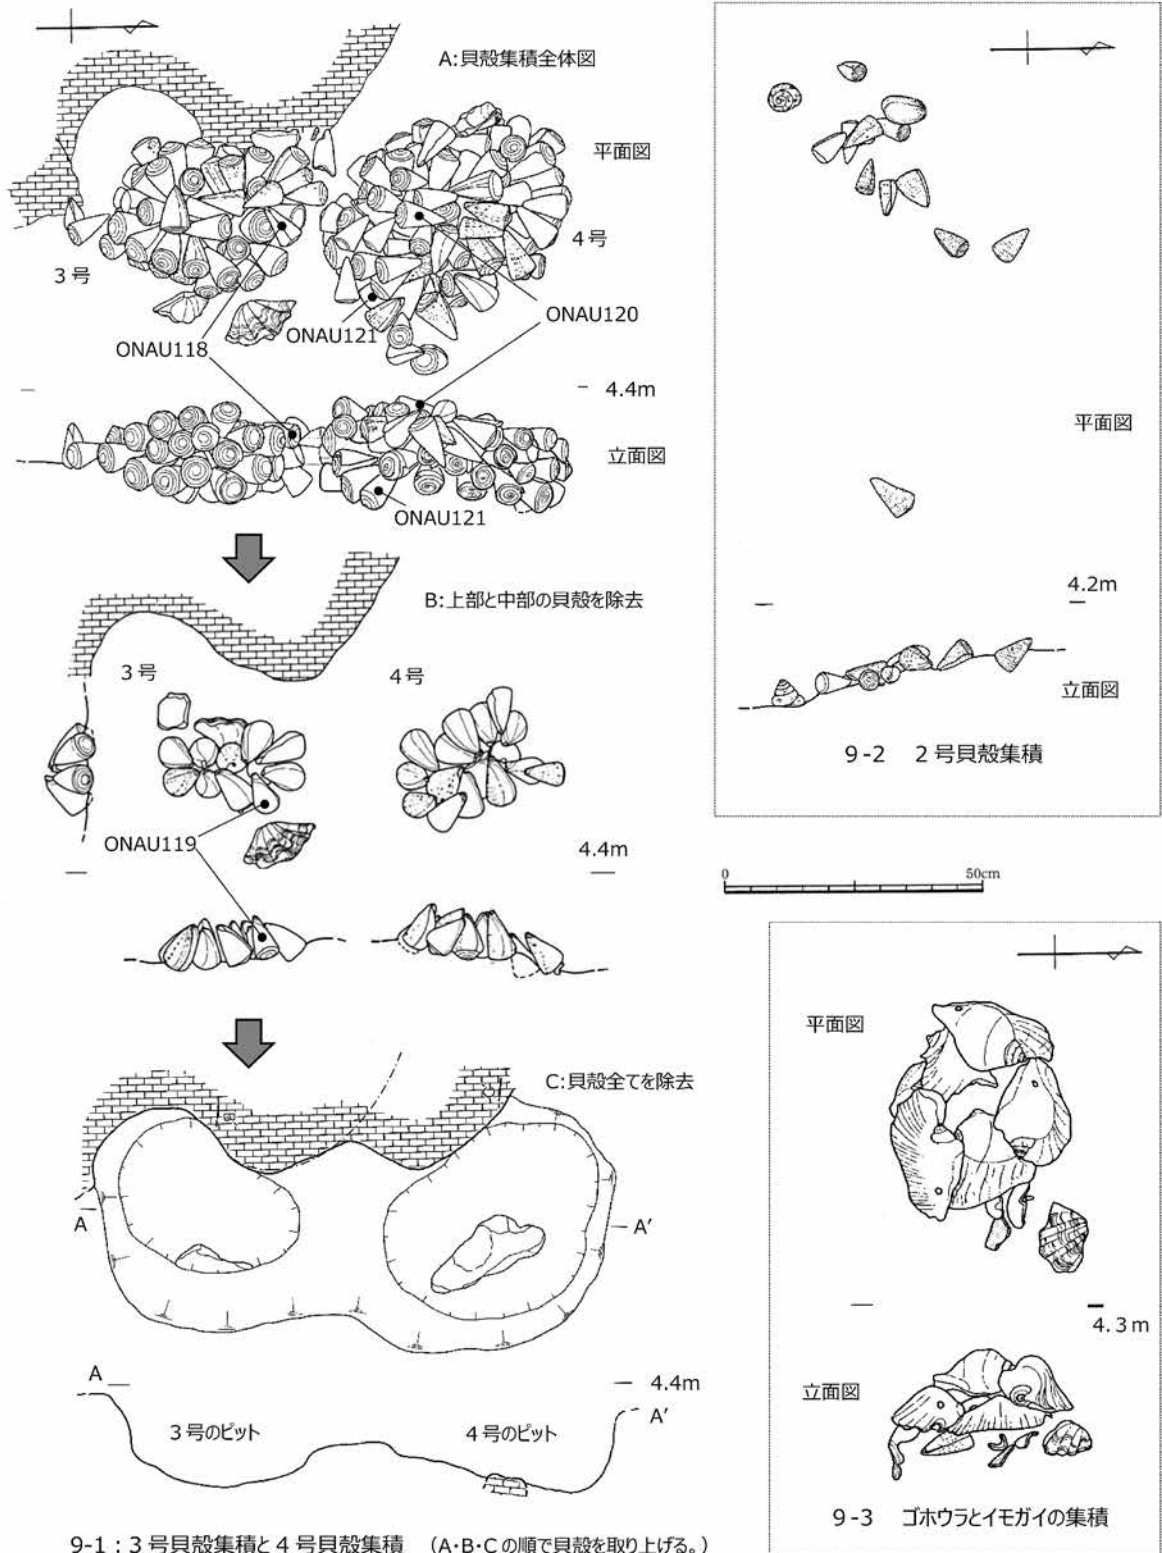 A:貝殻集積全体図
平面図
4号
3号
ONAU120
ONAU121
ONAU118
4.4m
立面図
ONAU121
B:上部と中部の貝殻を除去
3号
4号
ONAU119
4.4m
C:貝殻全てを除去
A
A'
A
4.4m
A'
3号のピット
4号のピット
9-1:3号貝殻集積と4号貝殻集積 (A・B・Cの順で貝殻を取り上げる。)
平面図
4.2m
立面図
9-2 2号貝殻集積
0 50cm
平面図
4.3m
立面図
9-3 ゴホウラとイモガイの集積